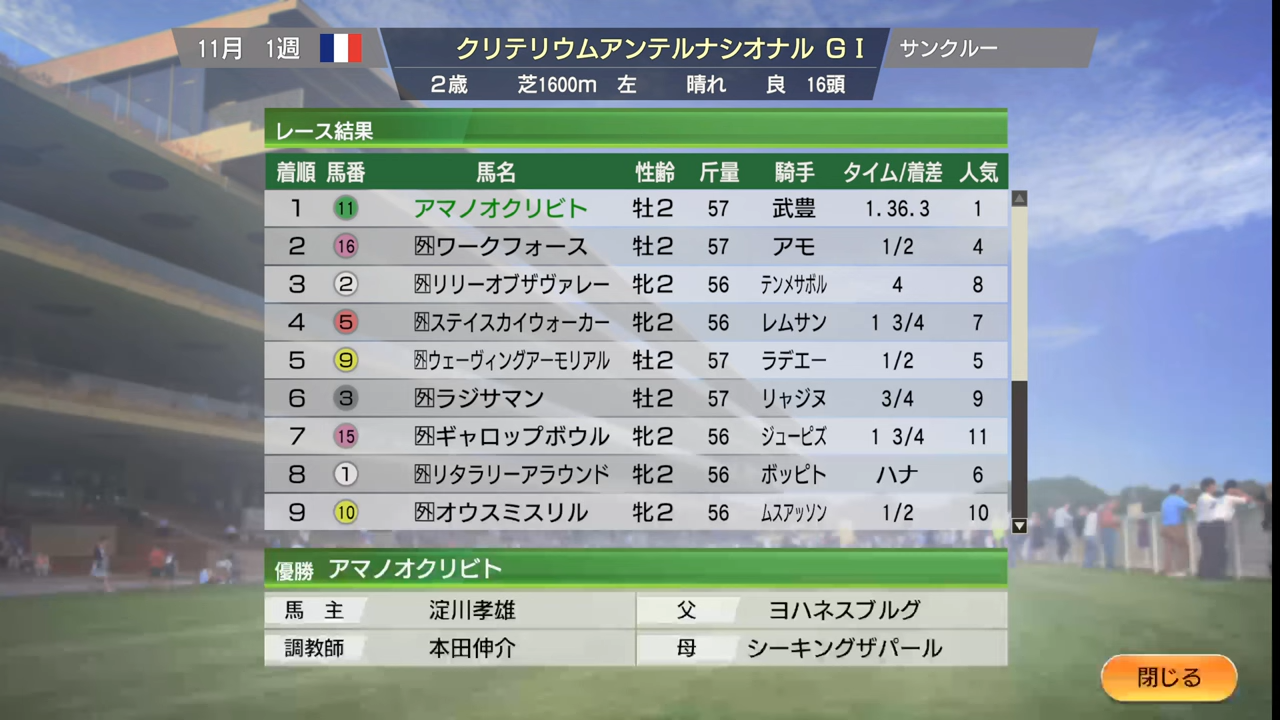 11月 1週 クリテリウムアンテルナシオナル GⅠ サンクルー
2歳 芝1600m 左 晴れ 良 16頭
レース結果
着順 馬番 馬名 性齢 斤量 騎手 タイム/着差 人気
1 11 アマノオクリビト 牡2 57 武豊 1.36.3 1
2 16 外ワークフォース 牡2 57 アモ 1/2 4
3 2 外リリーオブザヴァレー 牝2 56 テンメサボル 4 8
4 5 外ステイスカイウォーカー 牝2 56 レムサン 1 3/4 7
5 9 外ウェーヴィングアーモリアル 牡2 57 ラデエー 1/2 5
6 3 外ラジサマン 牡2 57 リャジヌ 3/4 9
7 15 外ギャロップボウル 牝2 56 ジューピズ 1 3/4 11
8 1 外リタラリーアラウンド 牝2 56 ボッピト ハナ 6
9 10 外オウスミスリル 牝2 56 ムスアッソン 1/2 10
優勝 アマノオクリビト
馬主 淀川孝雄 父 ヨハネスブルグ
調教師 本田伸介 母 シーキングザパール
閉じる